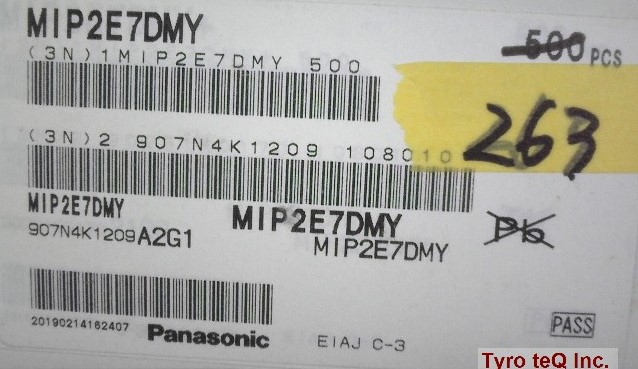 MIP2E7DMY
500 PCS
(3N)1MIP2E7DMY 500
263
(3N)2 907N4K1209 108010
MIP2E7DMY
MIP2E7DMY
Pb
907N4K1209A2G1
MIP2E7DMY
20190214162407
Panasonic
EIAJ C-3
PASS
Tyro teQ Inc.